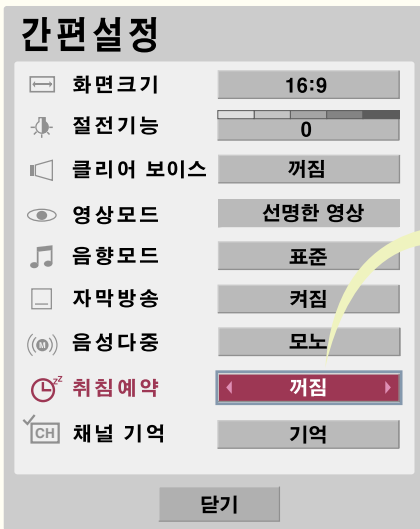 간편설정
화면크기 16:9
절전기능 0
클리어 보이스 꺼짐
영상모드 선명한 영상
음향모드 표준
자막방송 켜짐
((M)) 음성다중 모노
zz 취침예약 꺼짐
CH 채널 기억 기억
닫기